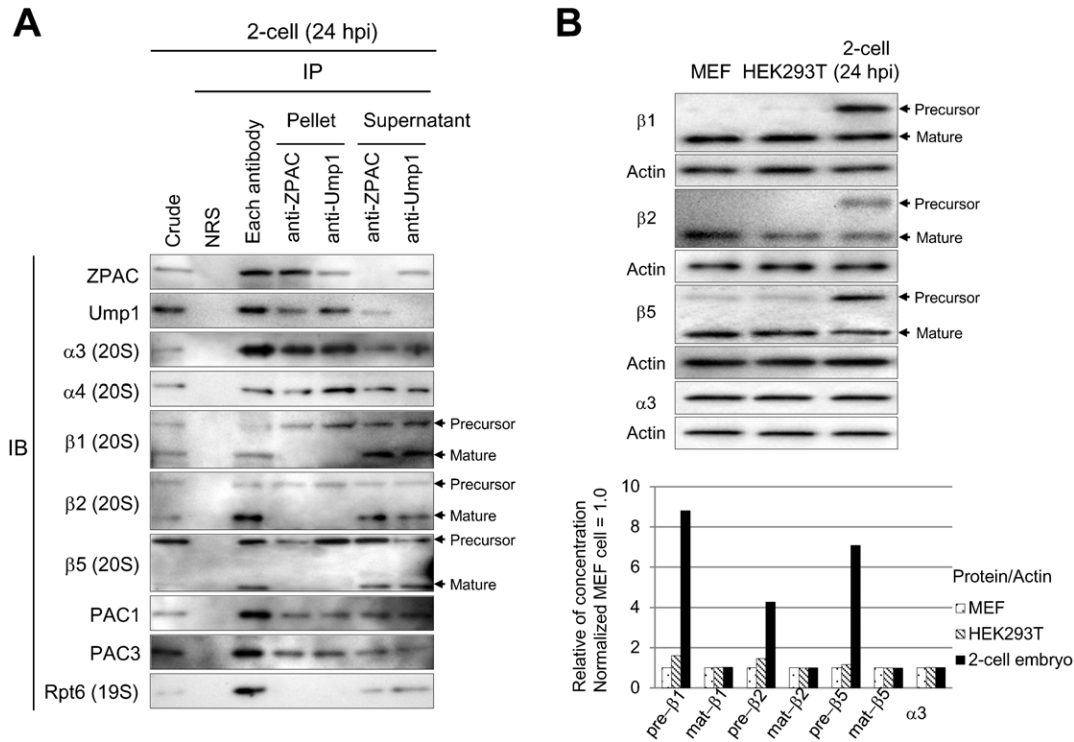 A
2-cell (24 hpi)
IP
Pellet
Supernatant
Crude
NRS
Each antibody
anti-ZPAC
anti-Ump1
anti-ZPAC
anti-Ump1
IB
ZPAC
Ump1
α3 (20S)
α4 (20S)
β1 (20S)
Precursor
Mature
β2 (20S)
Precursor
Mature
β5 (20S)
Precursor
Mature
PAC1
PAC3
Rpt6 (19S)
B
MEF
HEK293T
2-cell
(24 hpi)
β1
Precursor
Mature
Actin
β2
Precursor
Mature
Actin
β5
Precursor
Mature
Actin
α3
Actin
Relative of concentration
Normalized MEF cell = 1.0
10
8
6
4
2
0
pre-β1
mat-β1
pre-β2
mat-β2
pre-β5
mat-β5
α3
Protein/Actin
MEF
HEK293T
2-cell embryo